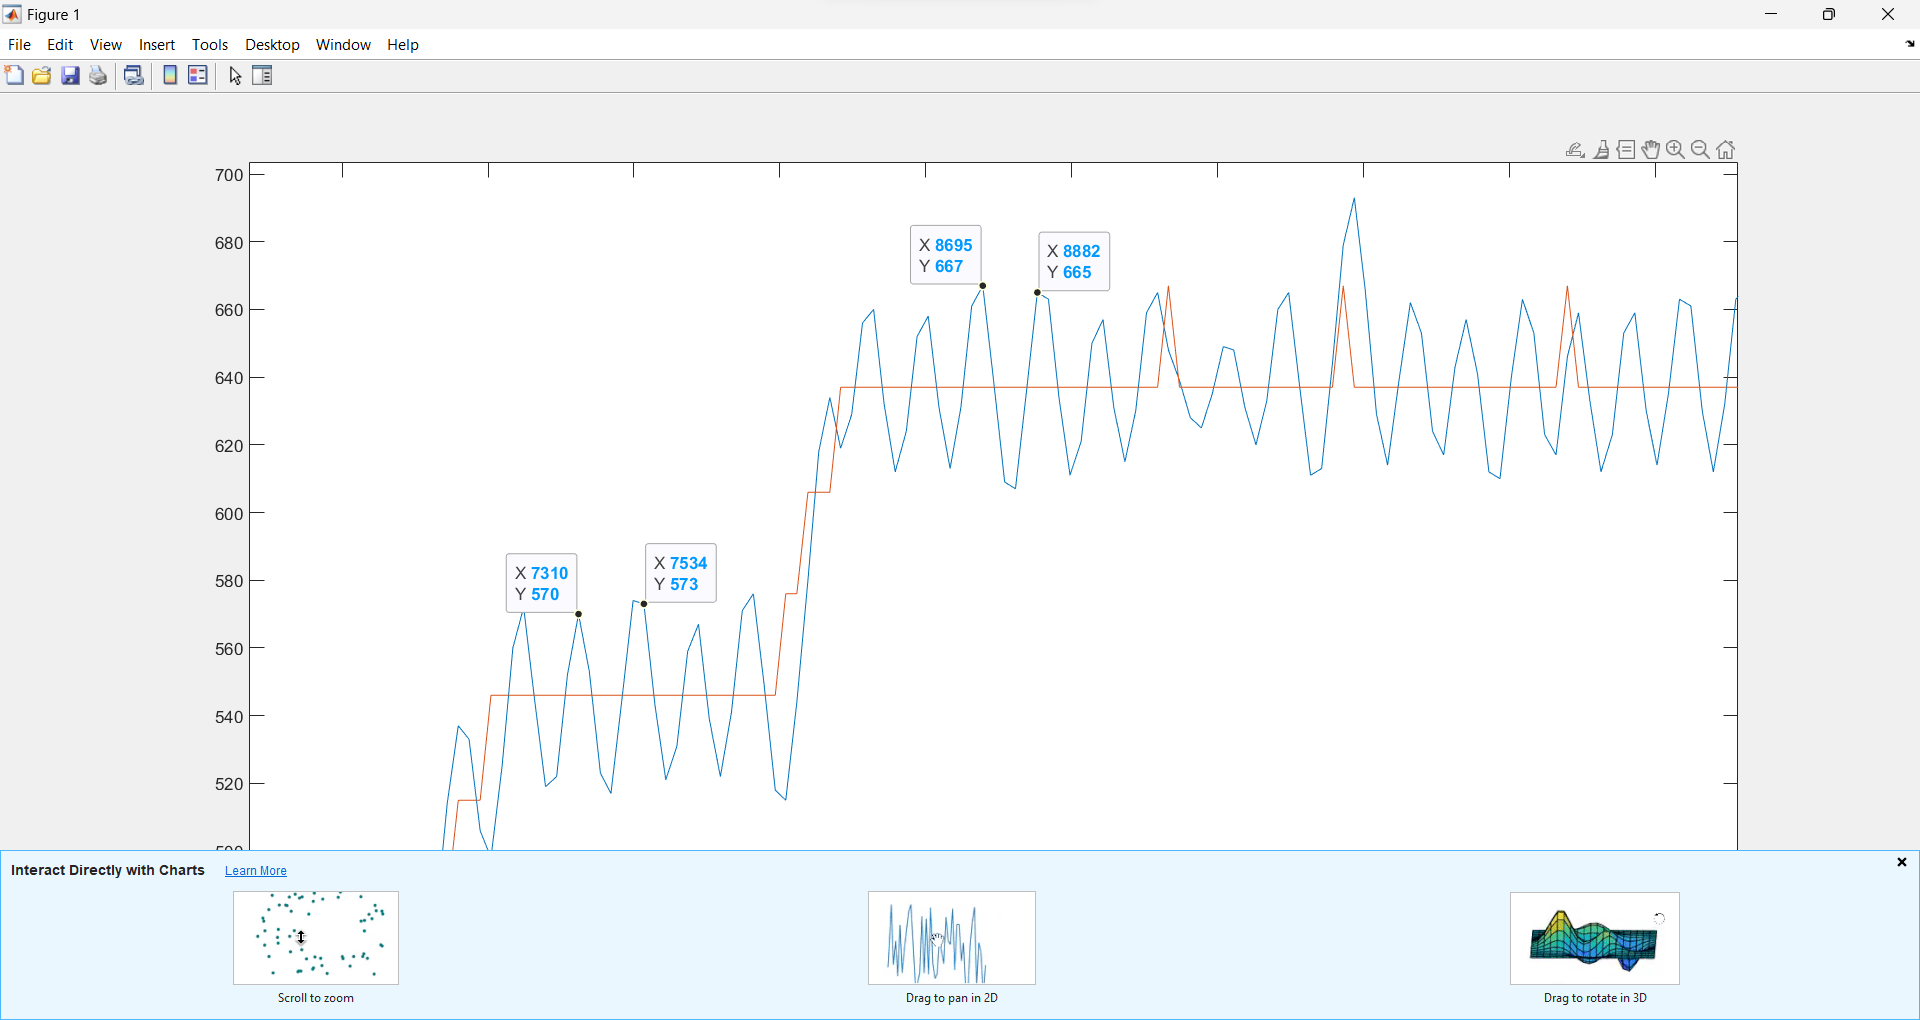 Figure 1
File Edit View Insert Tools Desktop Window Help
700
680
660
640
620
600
580
560
540
520
X 8695
Y 667
X 8882
Y 665
X 7310
Y 570
X 7534
Y 573
Interact Directly with Charts Learn More
Scroll to zoom
Drag to pan in 2D
Drag to rotate in 3D